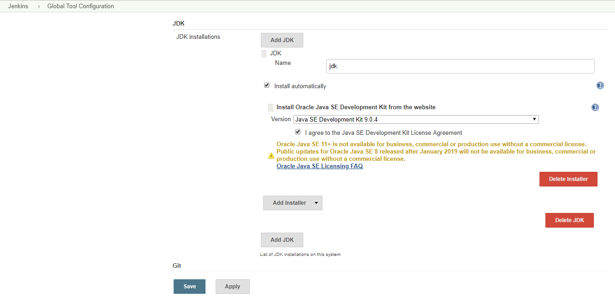 Jenkins › Global Tool Configuration
JDK
JDK installations
Add JDK
JDK
Name
jdk
Install automatically
Install Oracle Java SE Development Kit from the website
Version Java SE Development Kit 9.0.4
I agree to the Java SE Development Kit License Agreement
Oracle Java SE 11+ is not available for business, commercial or production use without a commercial license.
Public updates for Oracle Java SE 8 released after January 2019 will not be available for business, commercial or
production use without a commercial license.
Oracle Java SE Licensing FAQ
Delete Installer
Add Installer
Delete JDK
Add JDK
List of JDK installations on this system
Git
Save Apply